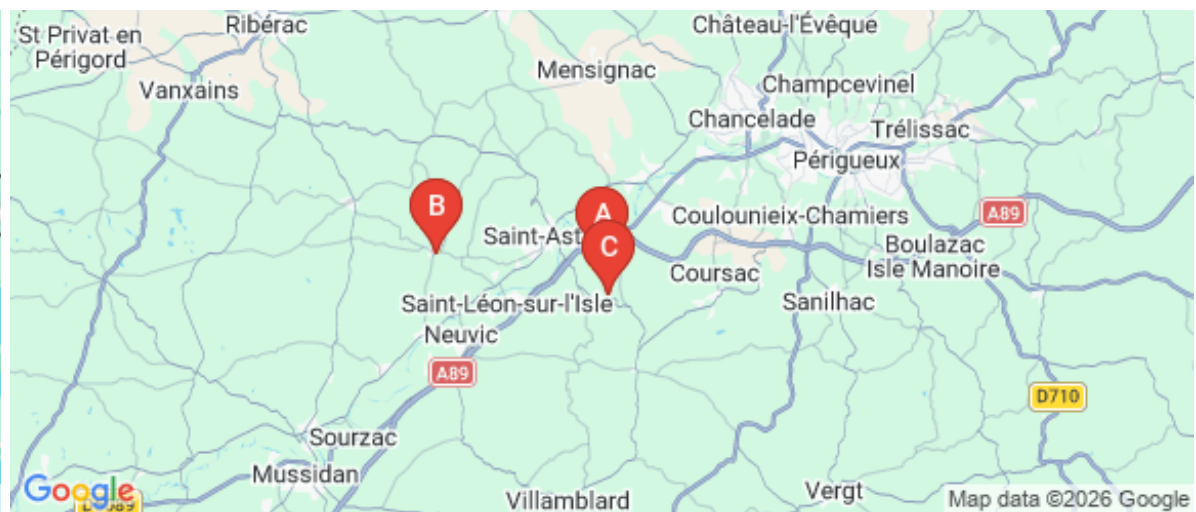 Ribérac
Château-l'Évêque
St Privat en
Périgord
Mensignac
Champcevinel
Vanxains
Chancelade
Trélissac
Périgueux
B
A
A89
Coulounieix-Chamiers
Saint-Ast
C
Boulazac
Isle Manoire
Coursac
Saint-Léon-sur-l'Isle
Sanilhac
Neuvic
A89
D710
Sourzac
Mussidan
Vergt
Villamblard
Google
Map data ©2026 Google